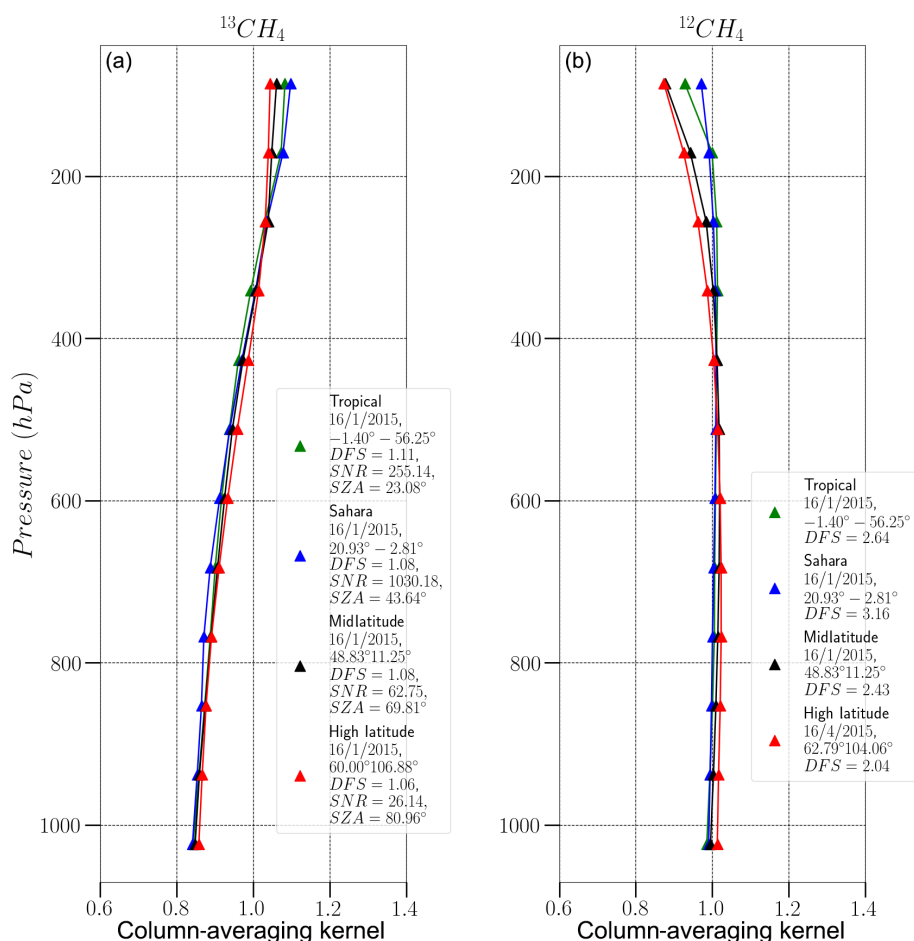 ¹³CH₄
(a)
200
400
600
800
1000
Pressure (hPa)
0.6 0.8 1.0 1.2 1.4
Column-averaging kernel
Tropical
16/1/2015,
−1.40° − 56.25°
DFS = 1.11,
SNR = 255.14,
SZA = 23.08°
Sahara
16/1/2015,
20.93° − 2.81°
DFS = 1.08,
SNR = 1030.18,
SZA = 43.64°
Midlatitude
16/1/2015,
48.83°11.25°
DFS = 1.08,
SNR = 62.75,
SZA = 69.81°
High latitude
16/1/2015,
60.00°106.88°
DFS = 1.06,
SNR = 26.14,
SZA = 80.96°
¹²CH₄
(b)
200
400
600
800
1000
0.6 0.8 1.0 1.2 1.4
Column-averaging kernel
Tropical
16/1/2015,
−1.40° − 56.25°
DFS = 2.64
Sahara
16/1/2015,
20.93° − 2.81°
DFS = 3.16
Midlatitude
16/1/2015,
48.83°11.25°
DFS = 2.43
High latitude
16/4/2015,
62.79°104.06°
DFS = 2.04